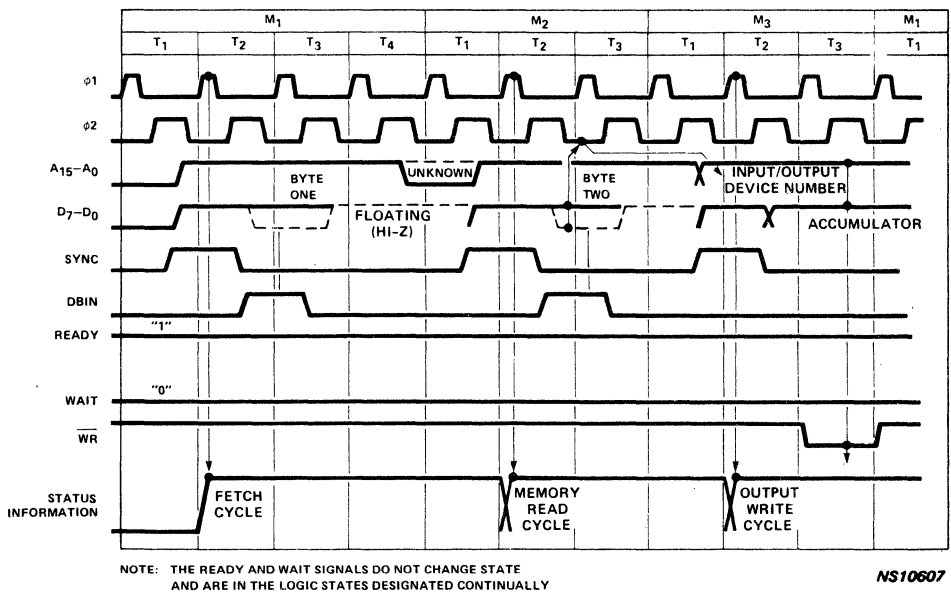 M1 M2 M3 M1
T1 T2 T3 T4 T1 T2 T3 T1 T2 T3 T1
φ1
φ2
A15–A0
UNKNOWN
BYTE
ONE
BYTE
TWO
INPUT/OUTPUT
DEVICE NUMBER
D7–D0
FLOATING
(HI-Z)
ACCUMULATOR
SYNC
DBIN
READY
"1"
WAIT
"0"
WR
STATUS
INFORMATION
FETCH
CYCLE
MEMORY
READ
CYCLE
OUTPUT
WRITE
CYCLE
NOTE: THE READY AND WAIT SIGNALS DO NOT CHANGE STATE
AND ARE IN THE LOGIC STATES DESIGNATED CONTINUALLY
NS10607